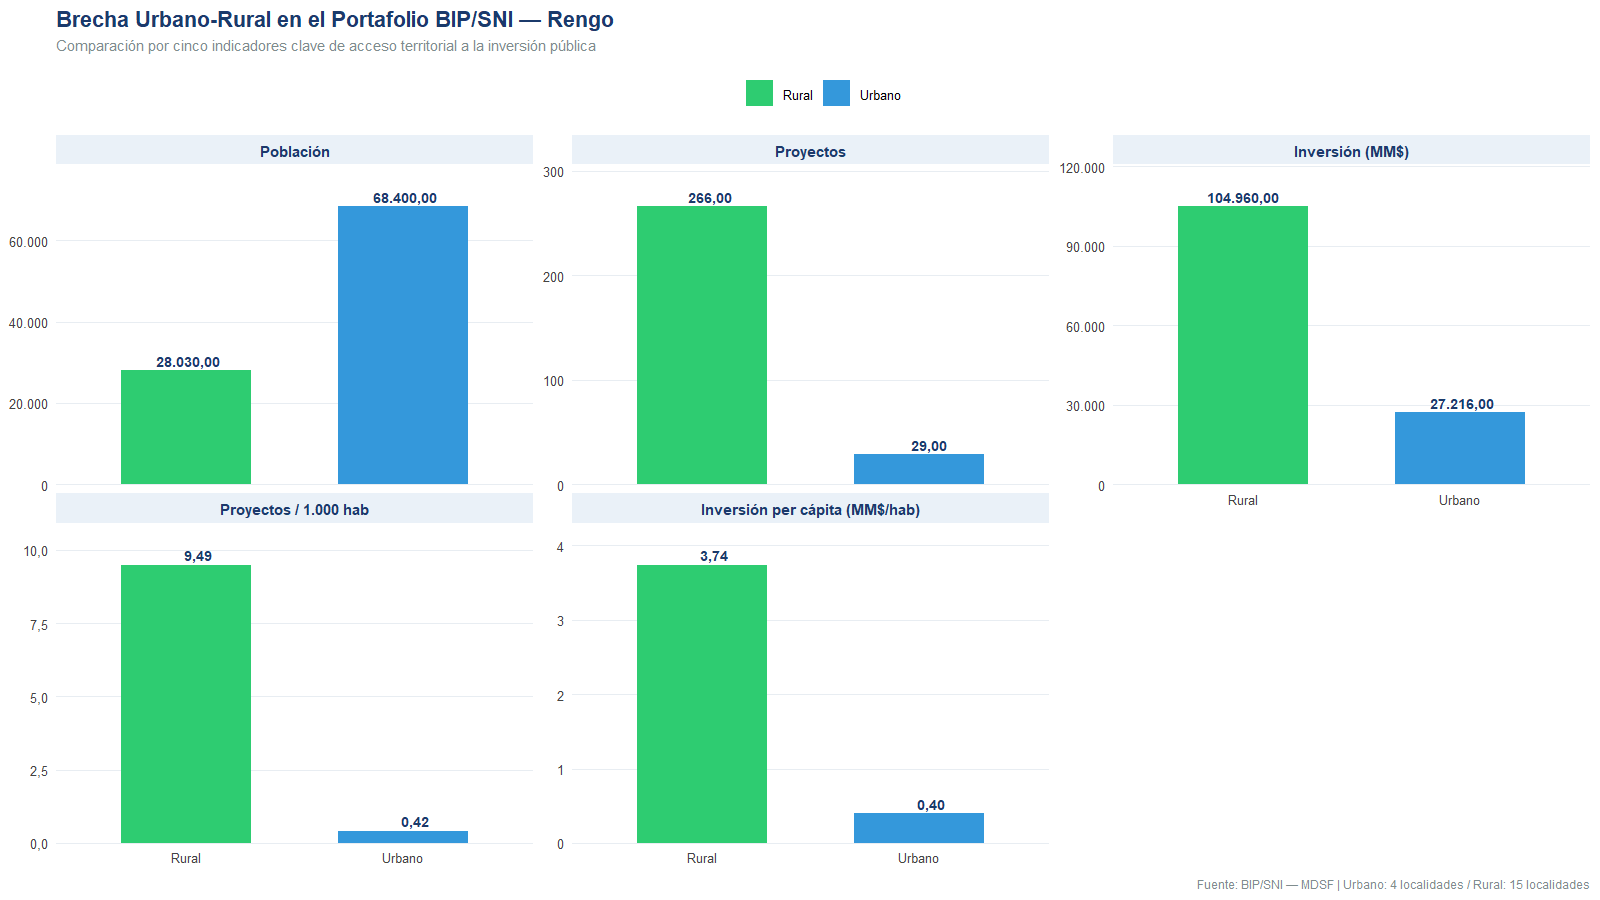 Brecha Urbano-Rural en el Portafolio BIP/SNI — Rengo
Comparación por cinco indicadores clave de acceso territorial a la inversión pública
Rural Urbano
Población
68.400,00
60.000
40.000
28.030,00
20.000
0
Proyectos
300
266,00
200
100
29,00
0
Inversión (MM$)
120.000
104.960,00
90.000
60.000
30.000
27.216,00
0
Rural Urbano
Proyectos / 1.000 hab
10,0
9,49
7,5
5,0
2,5
0,42
0,0
Rural Urbano
Inversión per cápita (MM$/hab)
4
3,74
3
2
1
0,40
0
Rural Urbano
Fuente: BIP/SNI — MDSF | Urbano: 4 localidades / Rural: 15 localidades